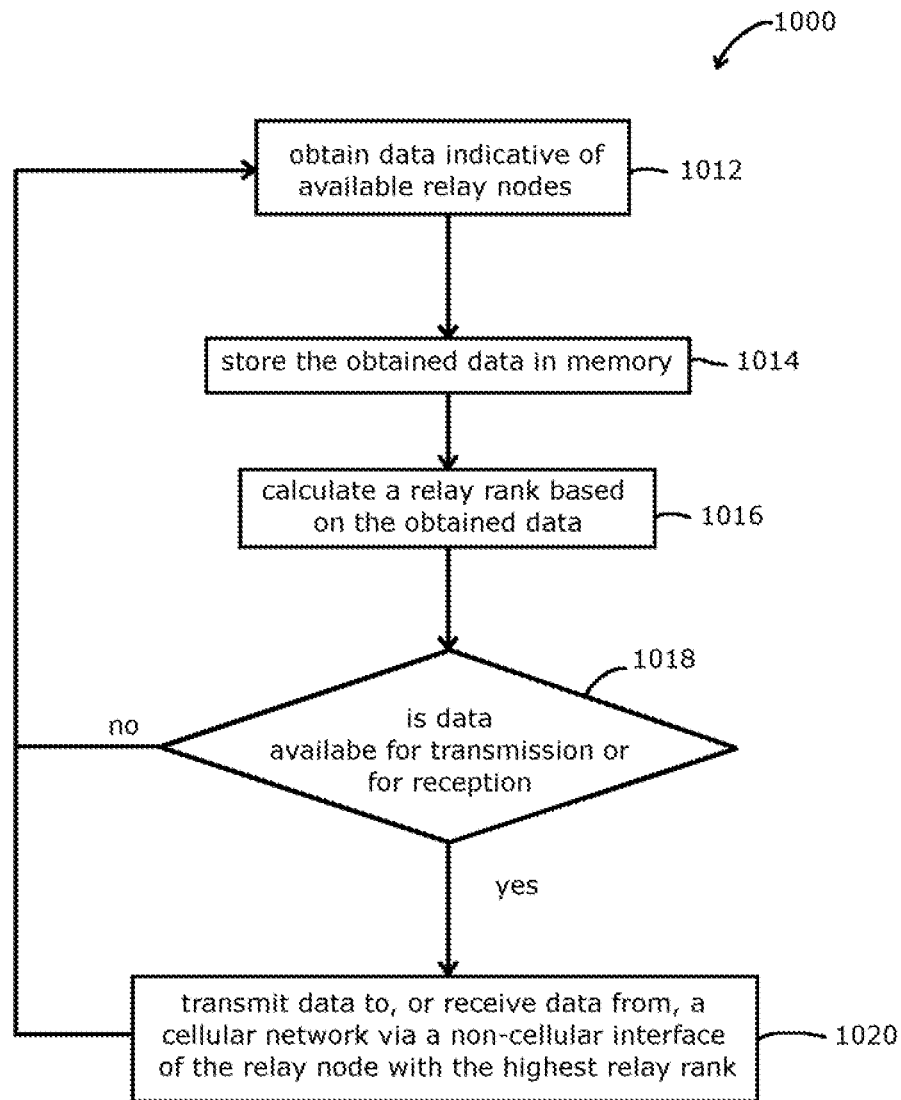 1000
obtain data indicative of
available relay nodes
1012
store the obtained data in memory
1014
calculate a relay rank based
on the obtained data
1016
1018
is data
availabe for transmission or
for reception
no
yes
transmit data to, or receive data from, a
cellular network via a non-cellular interface
of the relay node with the highest relay rank
1020